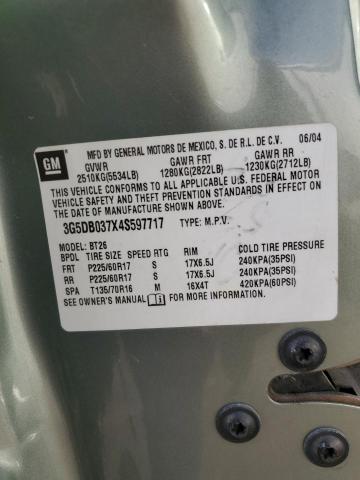 GM
MFD BY GENERAL MOTORS DE MEXICO, S. DE R.L. DE C.V. 06/04
GVWR GAWR FRT GAWR RR
2510KG(5534LB) 1280KG(2822LB) 1230KG(2712LB)
THIS VEHICLE CONFORMS TO ALL APPLICABLE U.S. FEDERAL MOTOR
VEHICLE SAFETY AND THEFT PREVENTION STANDARDS IN EFFECT ON
THE DATE OF MANUFACTURE SHOWN ABOVE.
3G5DB037X4S597717 TYPE: M.P.V.
MODEL: BT26
BPDL TIRE SIZE SPEED RTG RIM COLD TIRE PRESSURE
FRT P225/60R17 S 17X6.5J 240KPA(35PSI)
RR P225/60R17 S 17X6.5J 240KPA(35PSI)
SPA T135/70R16 M 16X4T 420KPA(60PSI)
SEE OWNER'S MANUAL FOR MORE INFORMATION.